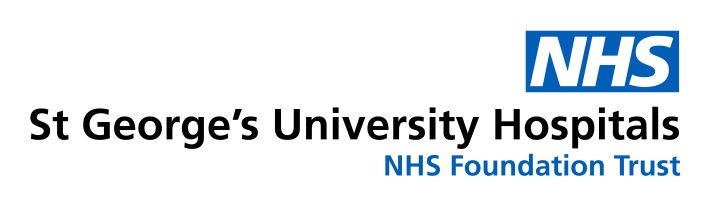 NHS
St George’s University Hospitals
NHS Foundation Trust